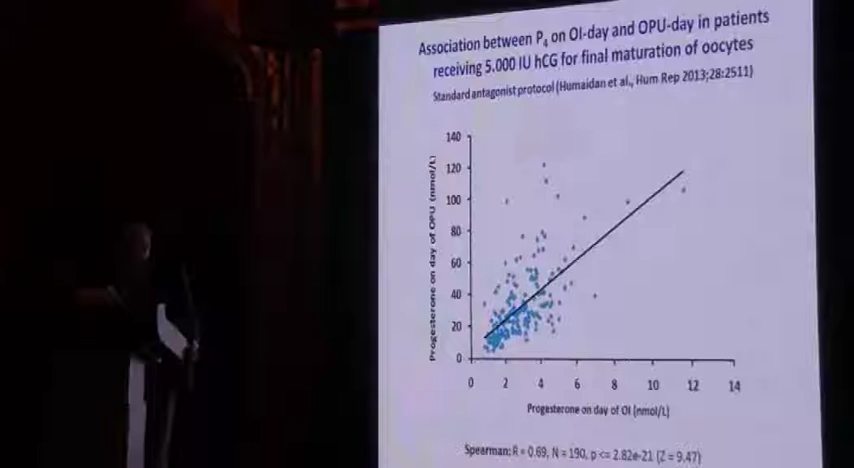 Association between P₄ on OI-day and OPU-day in patients
receiving 5.000 IU hCG for final maturation of oocytes
Standard antagonist protocol (Humaidan et al., Hum Rep 2013;28:2511)
Progesterone on day of OPU (nmol/L)
140
120
100
80
60
40
20
0
0 2 4 6 8 10 12 14
Progesterone on day of OI (nmol/L)
Spearman: R = 0.69, N = 190, p <= 2.82e-21 (Z = 9.47)